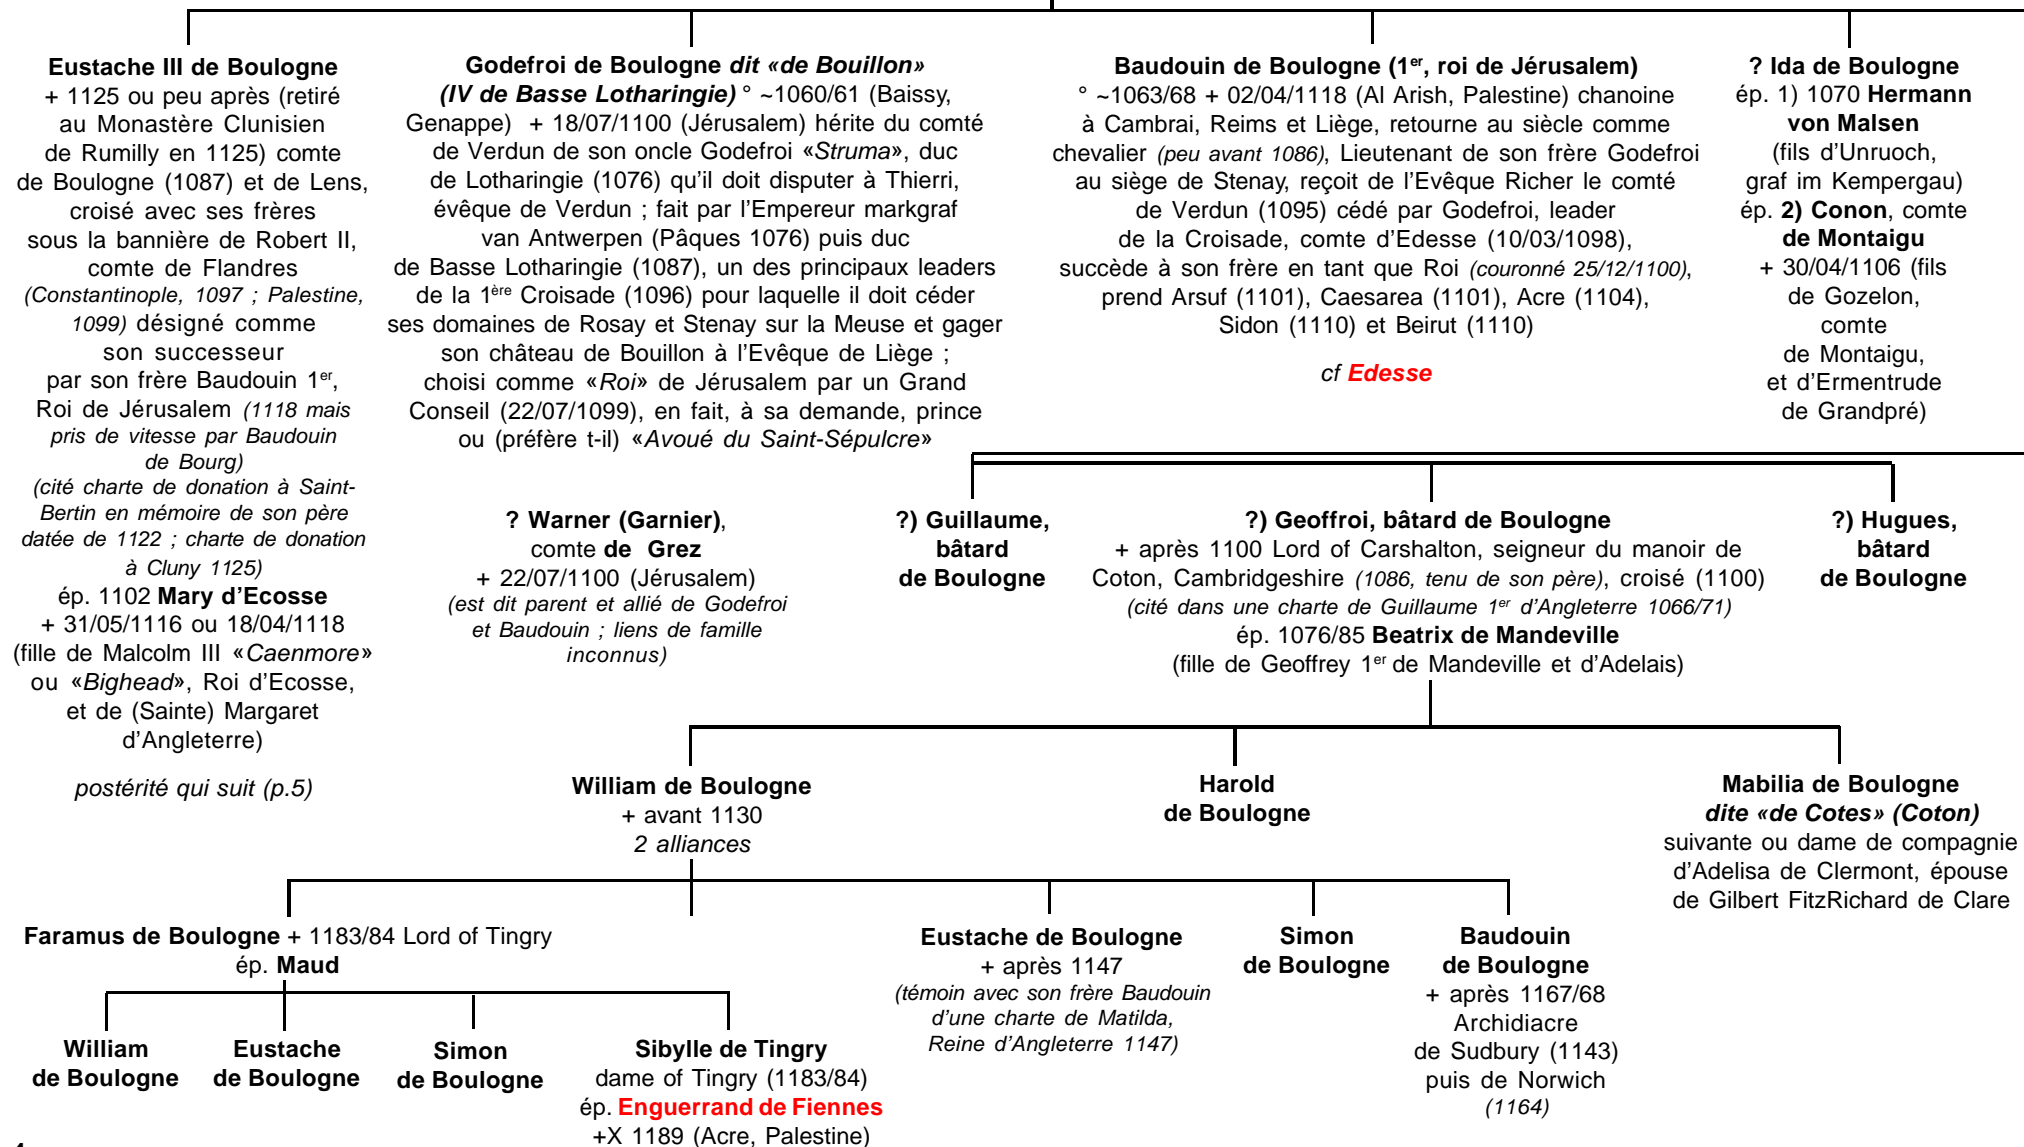 Eustache III de Boulogne
+ 1125 ou peu après (retiré
au Monastère Clunisien
de Rumilly en 1125) comte
de Boulogne (1087) et de Lens,
croisé avec ses frères
sous la bannière de Robert II,
comte de Flandres
(Constantinople, 1097 ; Palestine,
1099) désigné comme
son successeur
par son frère Baudouin 1er,
Roi de Jérusalem (1118 mais
pris de vitesse par Baudouin
de Bourg)
(cité charte de donation à Saint-
Bertin en mémoire de son père
datée de 1122 ; charte de donation
à Cluny 1125)
ép. 1102 Mary d’Ecosse
+ 31/05/1116 ou 18/04/1118
(fille de Malcolm III «Caenmore»
ou «Bighead», Roi d’Ecosse,
et de (Sainte) Margaret
d’Angleterre)
postérité qui suit (p.5)
Godefroi de Boulogne dit «de Bouillon»
(IV de Basse Lotharingie) ° ~1060/61 (Baissy,
Genappe) + 18/07/1100 (Jérusalem) hérite du comté
de Verdun de son oncle Godefroi «Struma», duc
de Lotharingie (1076) qu’il doit disputer à Thierri,
évêque de Verdun ; fait par l’Empereur markgraf
van Antwerpen (Pâques 1076) puis duc
de Basse Lotharingie (1087), un des principaux leaders
de la 1ère Croisade (1096) pour laquelle il doit céder
ses domaines de Rosay et Stenay sur la Meuse et gager
son château de Bouillon à l’Evêque de Liège ;
choisi comme «Roi» de Jérusalem par un Grand
Conseil (22/07/1099), en fait, à sa demande, prince
ou (préfère t-il) «Avoué du Saint-Sépulcre»
Baudouin de Boulogne (1er, roi de Jérusalem)
° ~1063/68 + 02/04/1118 (Al Arish, Palestine) chanoine
à Cambrai, Reims et Liège, retourne au siècle comme
chevalier (peu avant 1086), Lieutenant de son frère Godefroi
au siège de Stenay, reçoit de l’Evêque Richer le comté
de Verdun (1095) cédé par Godefroi, leader
de la Croisade, comte d’Edesse (10/03/1098),
succède à son frère en tant que Roi (couronné 25/12/1100),
prend Arsuf (1101), Caesarea (1101), Acre (1104),
Sidon (1110) et Beirut (1110)
cf Edesse
? Ida de Boulogne
ép. 1) 1070 Hermann
von Malsen
(fils d’Unruoch,
graf im Kempergau)
ép. 2) Conon, comte
de Montaigu
+ 30/04/1106 (fils
de Gozelon,
comte
de Montaigu,
et d’Ermentrude
de Grandpré)
? Warner (Garnier),
comte de Grez
+ 22/07/1100 (Jérusalem)
(est dit parent et allié de Godefroi
et Baudouin ; liens de famille
inconnus)
?) Guillaume,
bâtard
de Boulogne
?) Geoffroi, bâtard de Boulogne
+ après 1100 Lord of Carshalton, seigneur du manoir de
Coton, Cambridgeshire (1086, tenu de son père), croisé (1100)
(cité dans une charte de Guillaume 1er d’Angleterre 1066/71)
ép. 1076/85 Beatrix de Mandeville
(fille de Geoffrey 1er de Mandeville et d’Adelais)
?) Hugues,
bâtard
de Boulogne
William de Boulogne
+ avant 1130
2 alliances
Harold
de Boulogne
Mabilia de Boulogne
dite «de Cotes» (Coton)
suivante ou dame de compagnie
d’Adelisa de Clermont, épouse
de Gilbert FitzRichard de Clare
Faramus de Boulogne + 1183/84 Lord of Tingry
ép. Maud
Eustache de Boulogne
+ après 1147
(témoin avec son frère Baudouin
d’une charte de Matilda,
Reine d’Angleterre 1147)
Simon
de Boulogne
Baudouin
de Boulogne
+ après 1167/68
Archidiacre
de Sudbury (1143)
puis de Norwich
(1164)
William
de Boulogne
Eustache
de Boulogne
Simon
de Boulogne
Sibylle de Tingry
dame of Tingry (1183/84)
ép. Enguerrand de Fiennes
+X 1189 (Acre, Palestine)